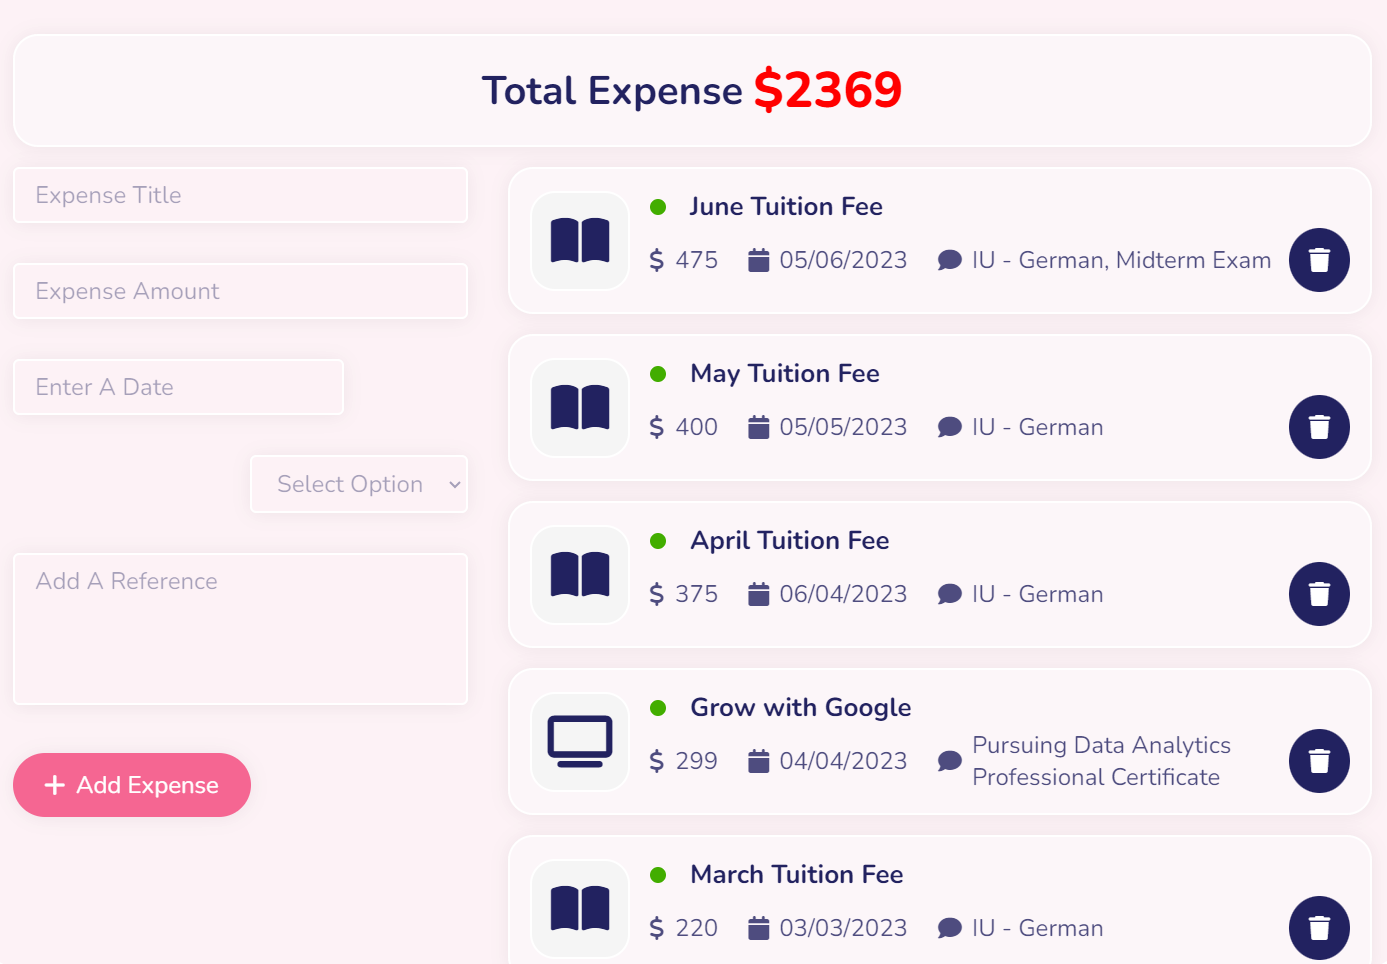 Total Expense $2369
Expense Title
Expense Amount
Enter A Date
Select Option
Add A Reference
+ Add Expense
June Tuition Fee
$ 475 05/06/2023 IU - German, Midterm Exam
May Tuition Fee
$ 400 05/05/2023 IU - German
April Tuition Fee
$ 375 06/04/2023 IU - German
Grow with Google
$ 299 04/04/2023 Pursuing Data Analytics
Professional Certificate
March Tuition Fee
$ 220 03/03/2023 IU - German